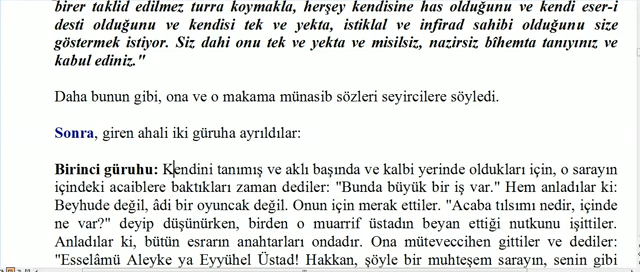 birer taklid edilmez turra koymakla, herşey kendisine has olduğunu ve kendi eser-i
desti olduğunu ve kendisi tek ve yekta, istiklal ve infirad sahibi olduğunu size
göstermek istiyor. Siz dahi onu tek ve yekta ve misilsiz, nazirsiz bîhemta tanıyınız ve
kabul ediniz."
Daha bunun gibi, ona ve o makama münasib sözleri seyircilere söyledi.
Sonra, giren ahali iki güruha ayrıldılar:
Birinci güruhu: Kendini tanımış ve aklı başında ve kalbi yerinde oldukları için, o sarayın
içindeki acaiblere baktıkları zaman dediler: "Bunda büyük bir iş var." Hem anladılar ki:
Beyhude değil, âdi bir oyuncak değil. Onun için merak ettiler. "Acaba tılsımı nedir, içinde
ne var?" deyip düşünürken, birden o muarrif üstadın beyan ettiği nutkunu işittiler.
Anladılar ki, bütün esrarın anahtarları ondadır. Ona müteveccihen gittiler ve dediler:
"Esselâmü Aleyke ya Eyyühel Üstad! Hakkan, şöyle bir muhteşem sarayın, senin gibi